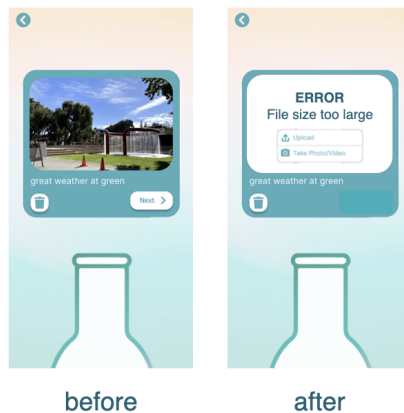 great weather at green
Next
ERROR
File size too large
Upload
Take Photo/Video
great weather at green
before
after